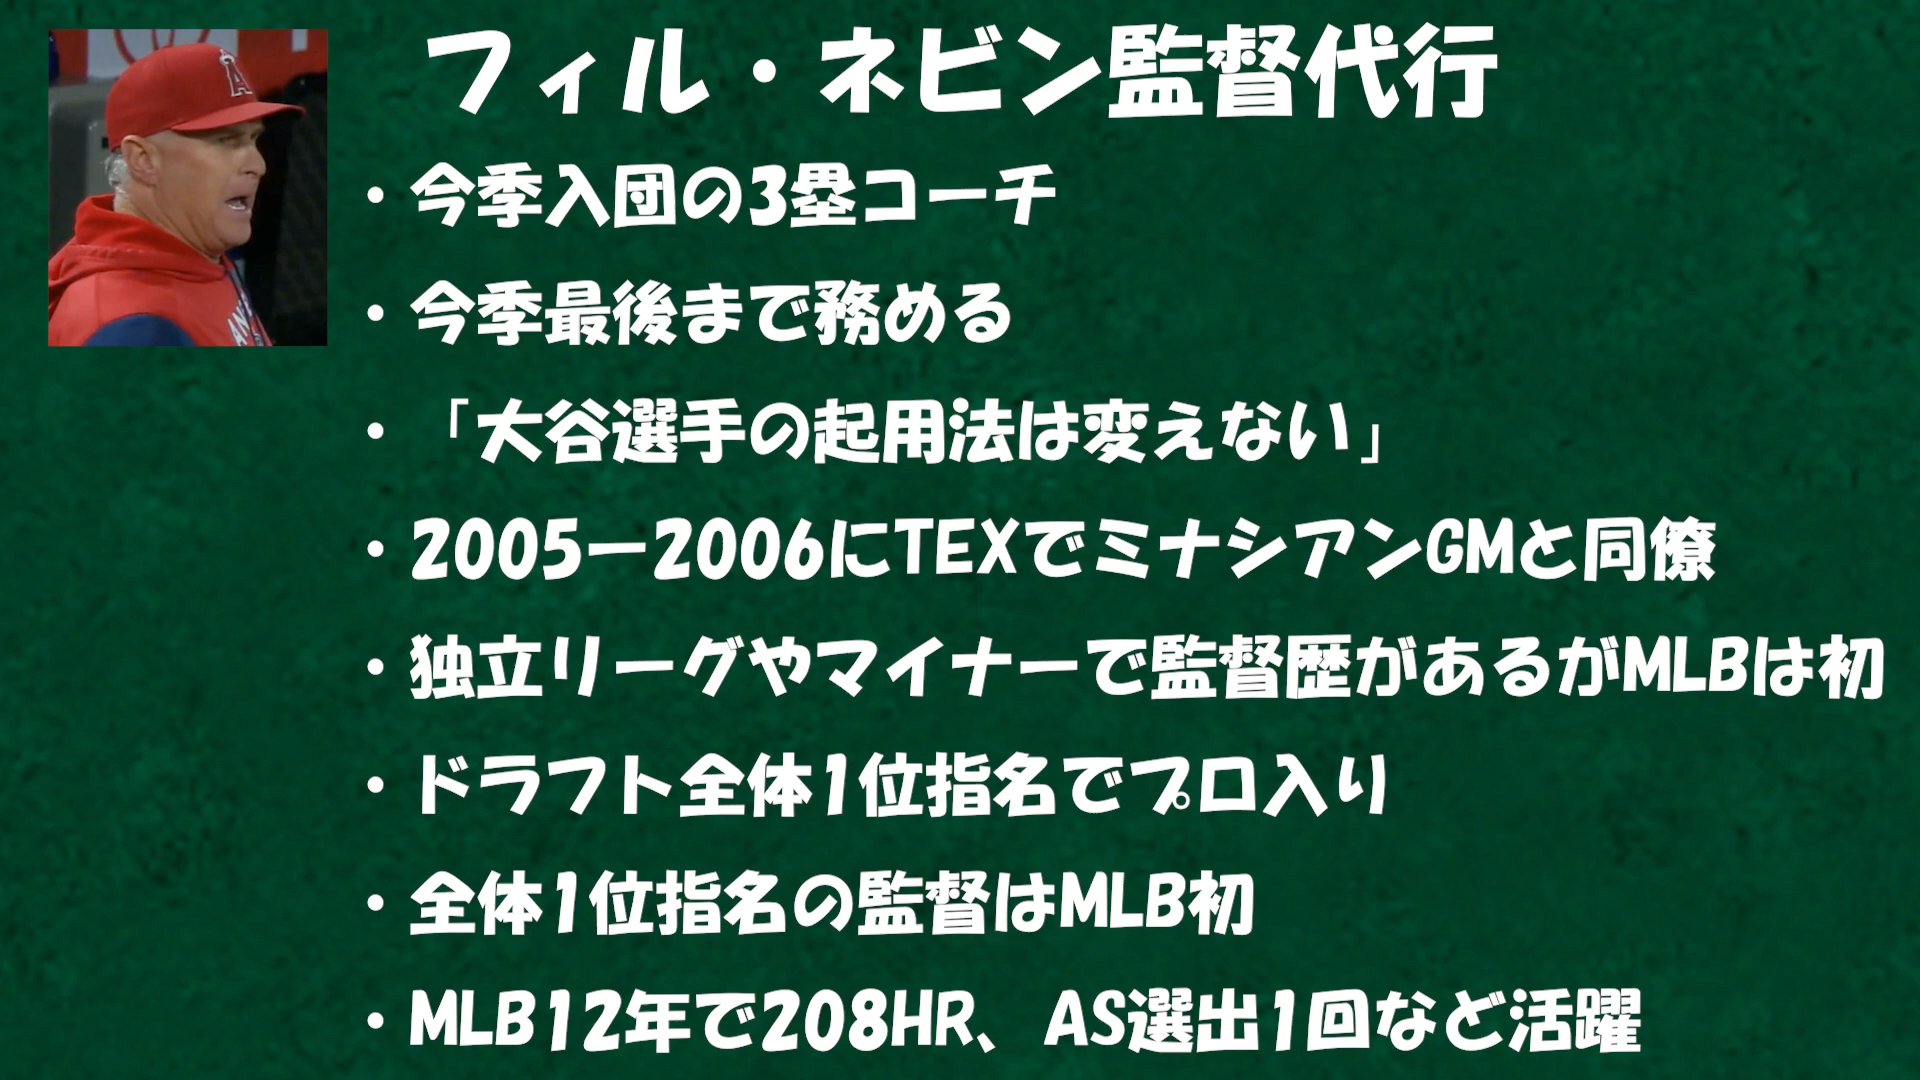 フィル・ネビン監督代行
・今季入団の3塁コーチ
・今季最後まで務める
・「大谷選手の起用法は変えない」
・2005ー2006にTEXでミナシアンGMと同僚
・独立リーグやマイナーで監督歴があるがMLBは初
・ドラフト全体1位指名でプロ入り
・全体1位指名の監督はMLB初
・MLB12年で208HR、AS選出1回など活躍
A
AN